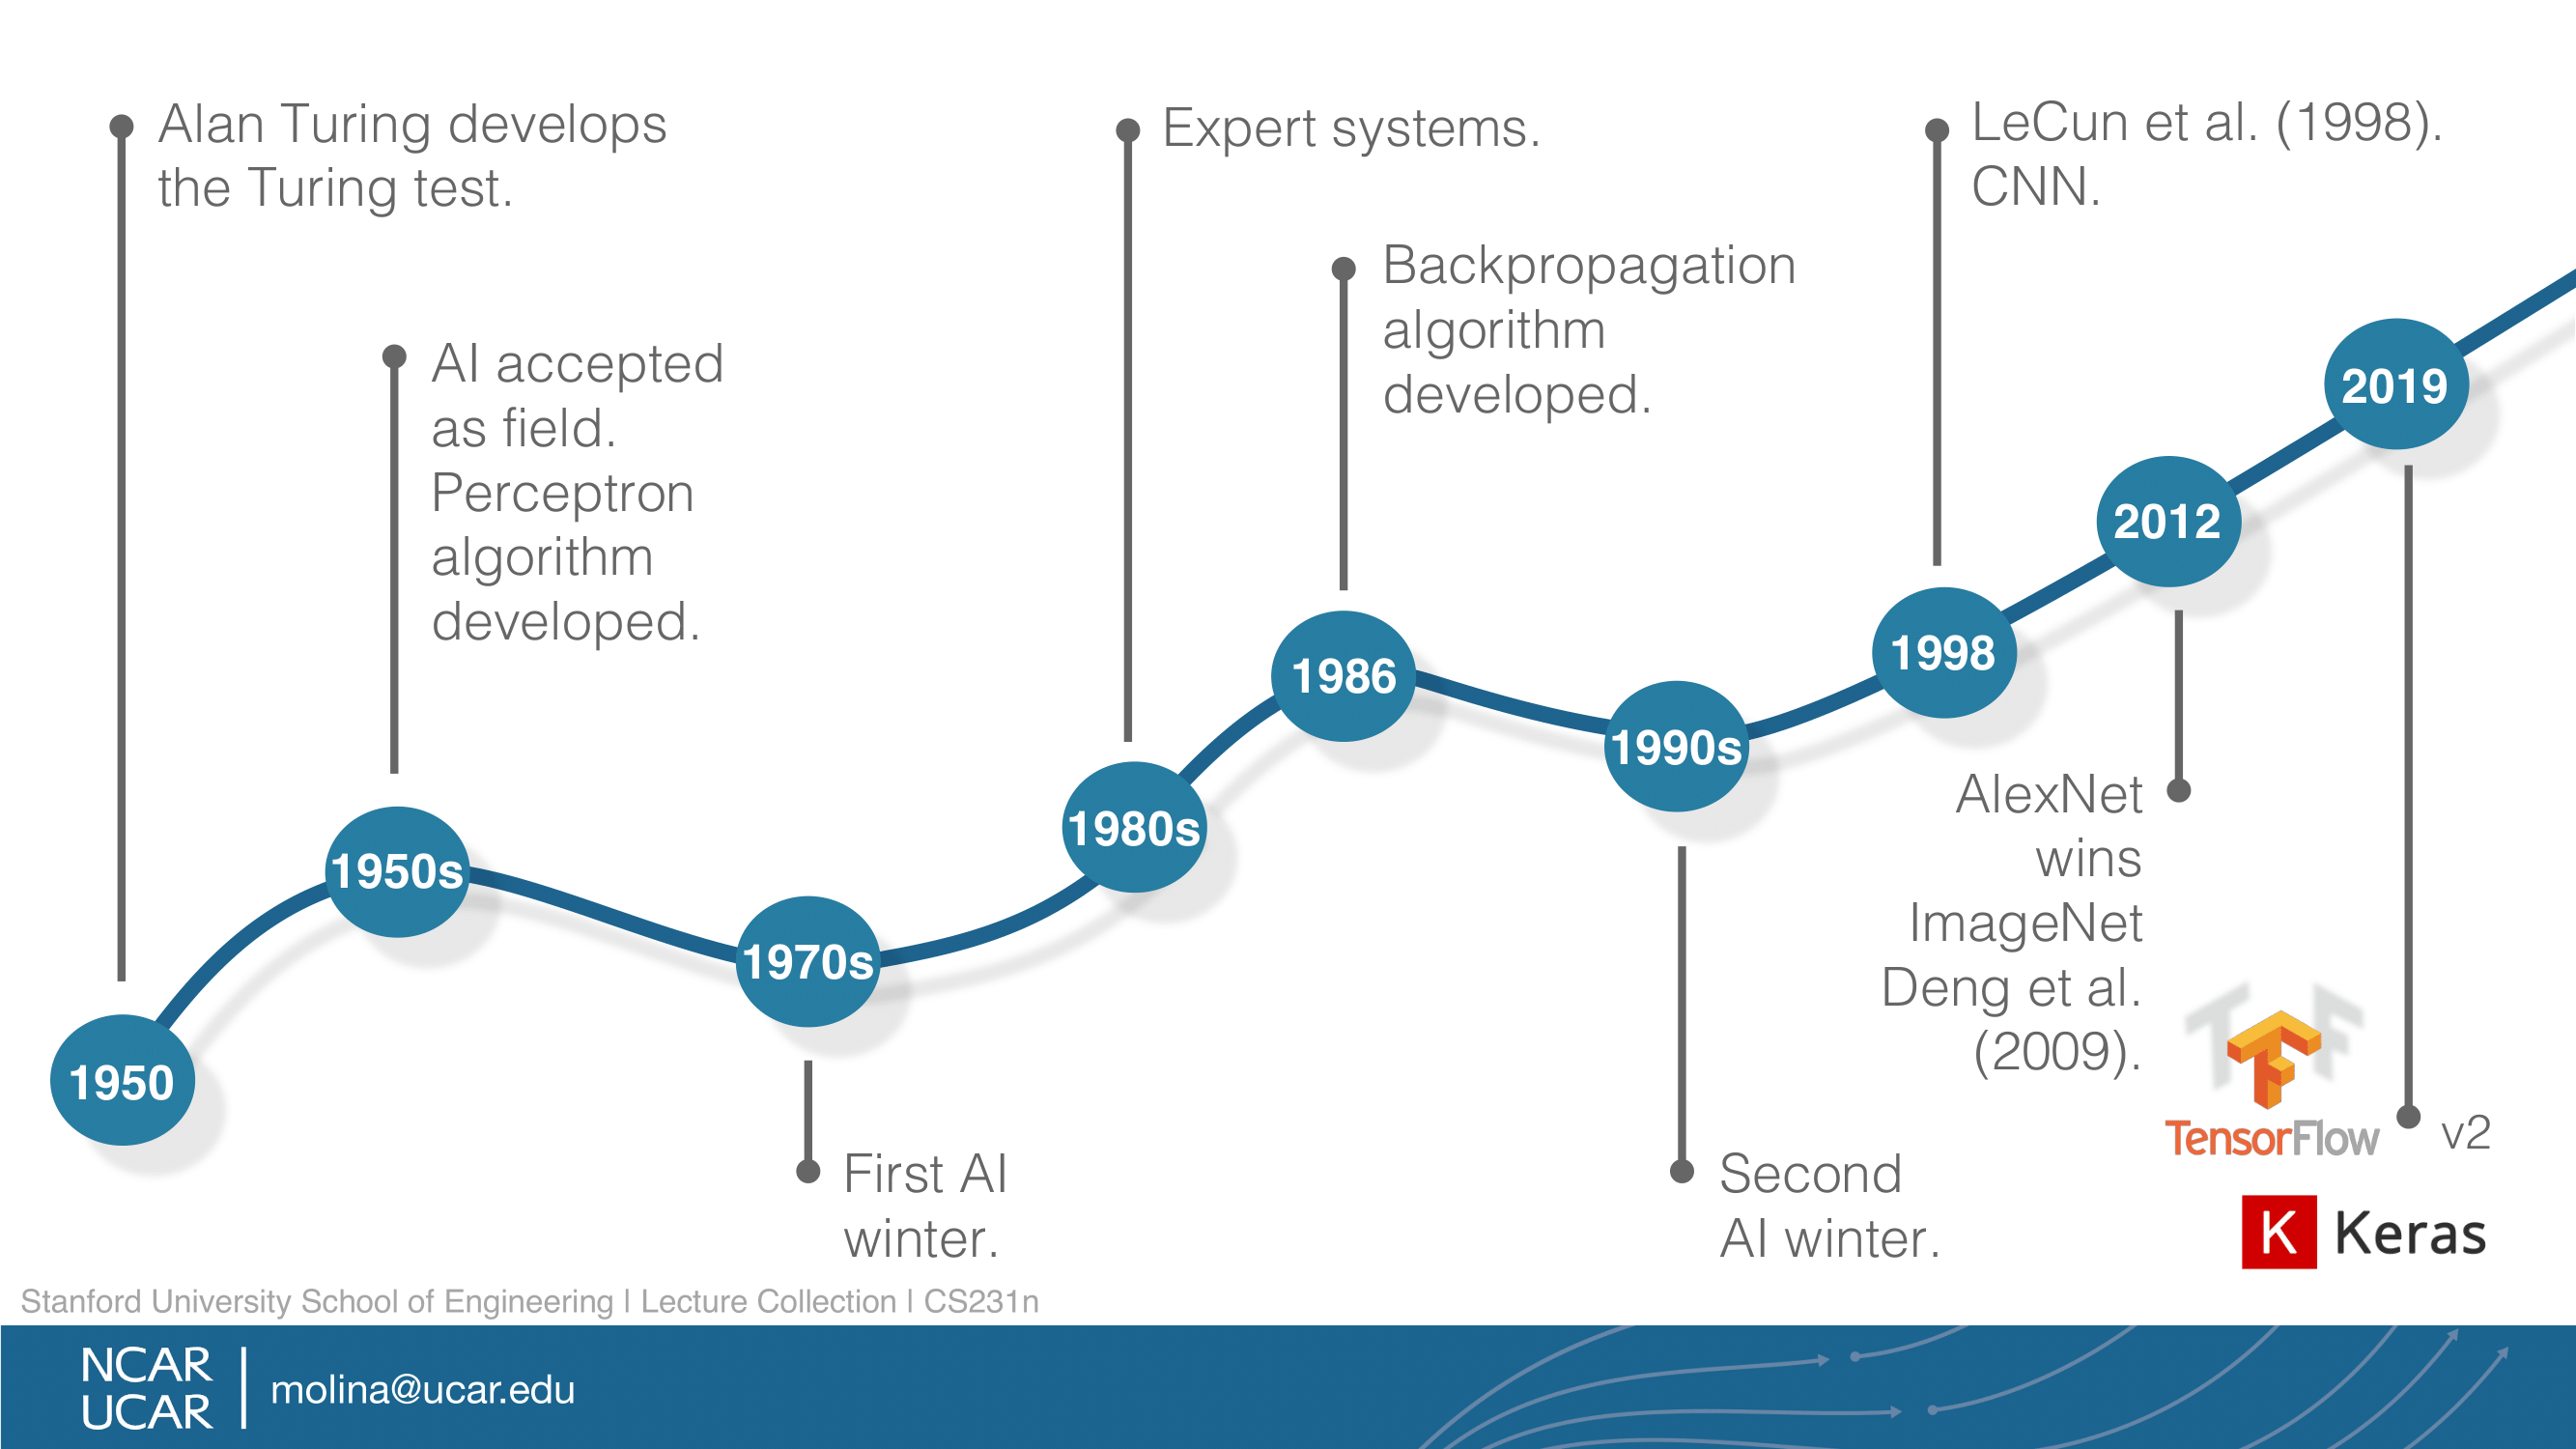 Alan Turing develops
the Turing test.
AI accepted
as field.
Perceptron
algorithm
developed.
Expert systems.
Backpropagation
algorithm
developed.
LeCun et al. (1998).
CNN.
1950
1950s
1970s
1980s
1986
1990s
1998
2012
2019
First AI
winter.
Second
AI winter.
AlexNet
wins
ImageNet
Deng et al.
(2009).
TF
TensorFlow
v2
K Keras
Stanford University School of Engineering | Lecture Collection | CS231n
NCAR
UCAR
molina@ucar.edu